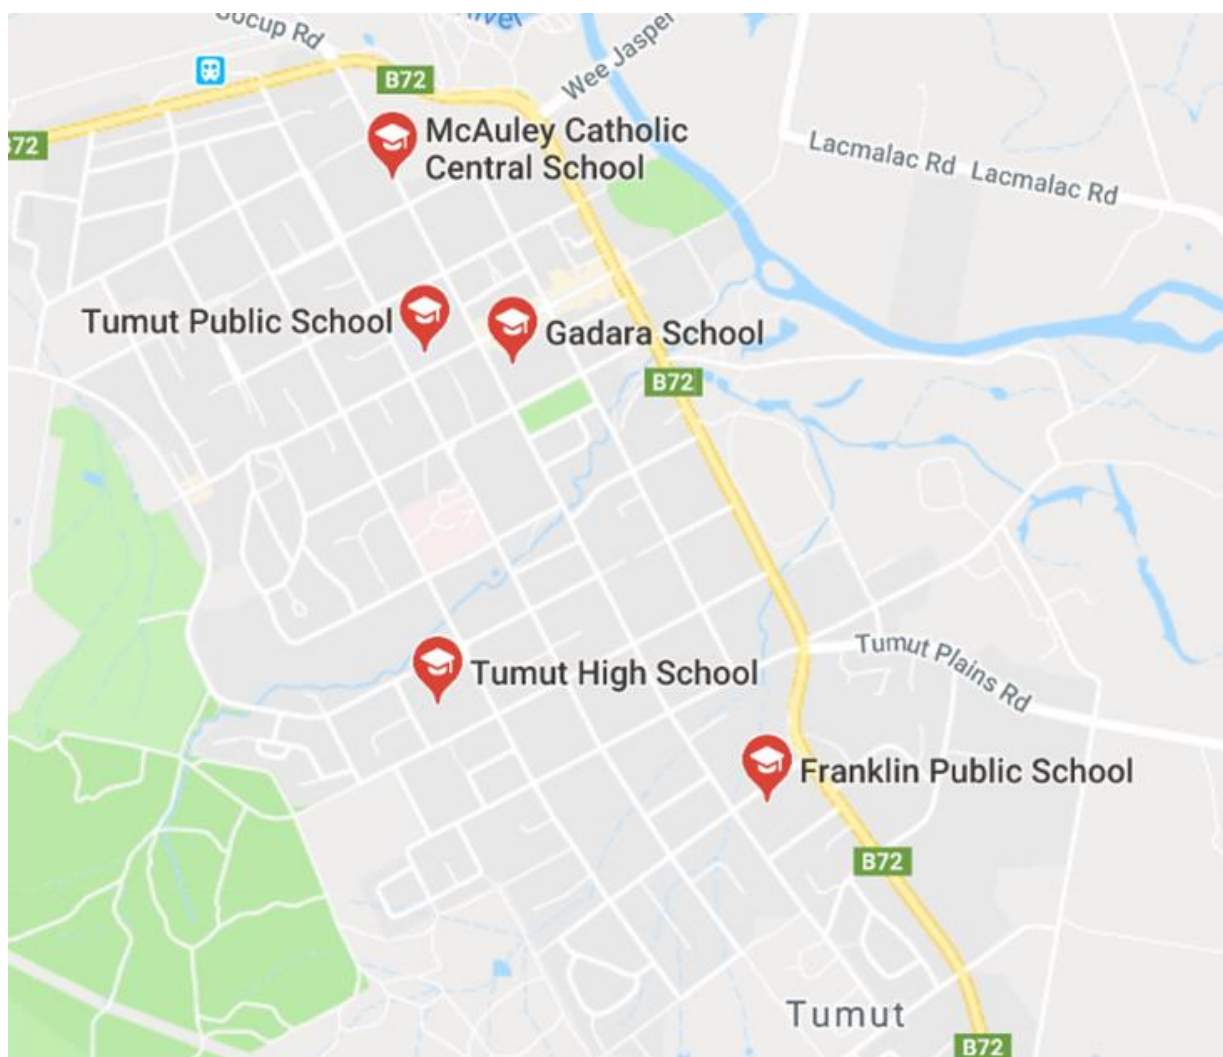 Rd
B72
Wee Jasper
McAuley Catholic
Central School
Lacmalac Rd
Lacmalac Rd
Tumut Public School
Gadara School
B72
Tumut Plains Rd
Tumut High School
Franklin Public School
B72
Tumut
B72